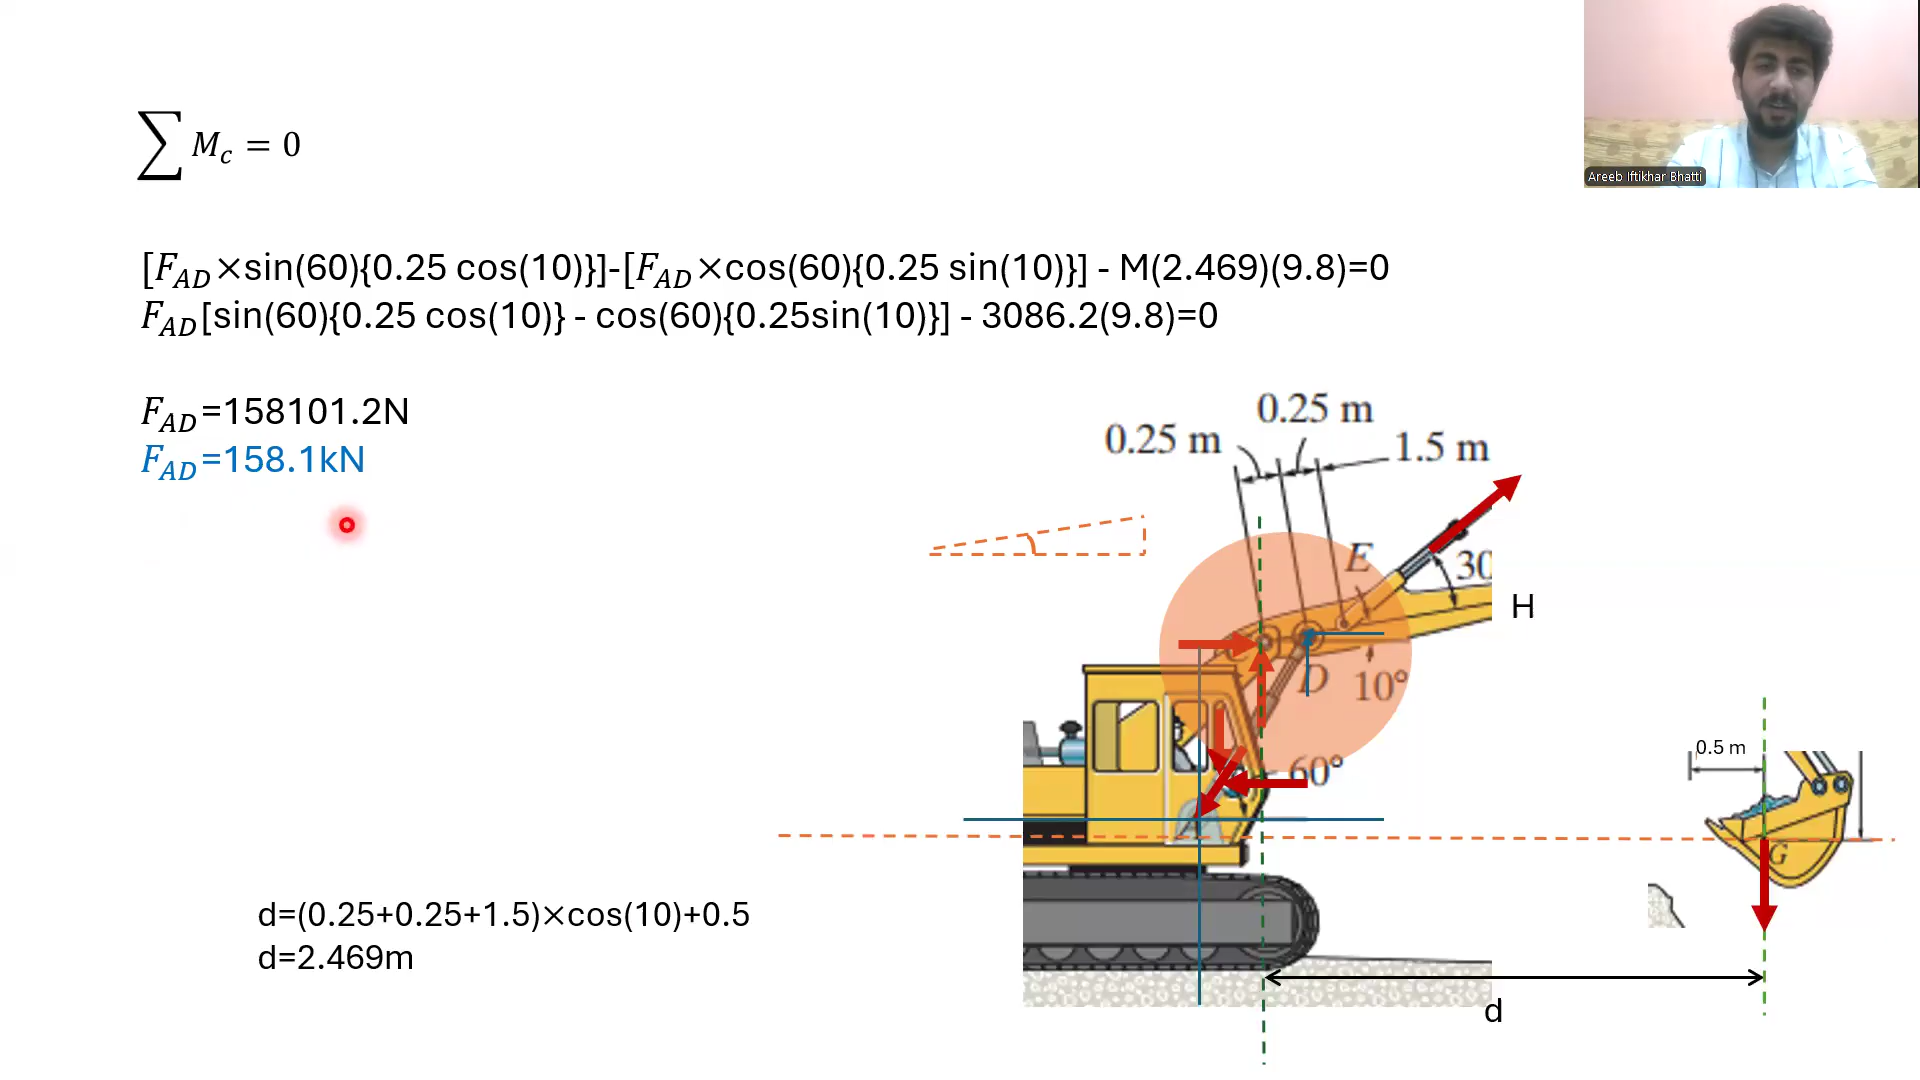 Areeb Iftikhar Bhatti
∑ M_c = 0
[F_AD×sin(60){0.25 cos(10)}]-[F_AD×cos(60){0.25 sin(10)}] - M(2.469)(9.8)=0
F_AD[sin(60){0.25 cos(10)} - cos(60){0.25sin(10)}] - 3086.2(9.8)=0
F_AD=158101.2N
F_AD=158.1kN
0.25 m
0.25 m
1.5 m
E
30
H
D
10°
60°
A
0.5 m
G
d=(0.25+0.25+1.5)×cos(10)+0.5
d=2.469m
d